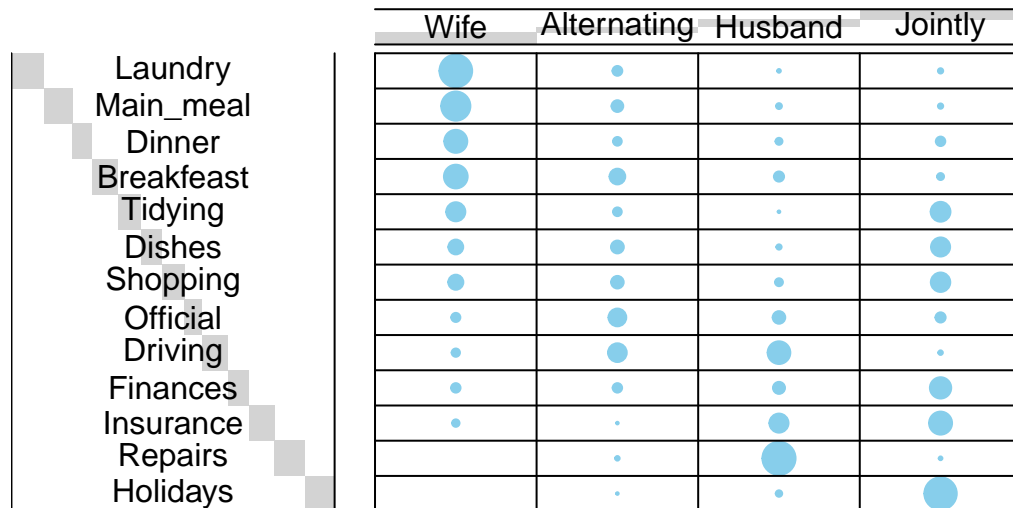 Wife Alternating Husband Jointly
Laundry
Main_meal
Dinner
Breakfeast
Tidying
Dishes
Shopping
Official
Driving
Finances
Insurance
Repairs
Holidays